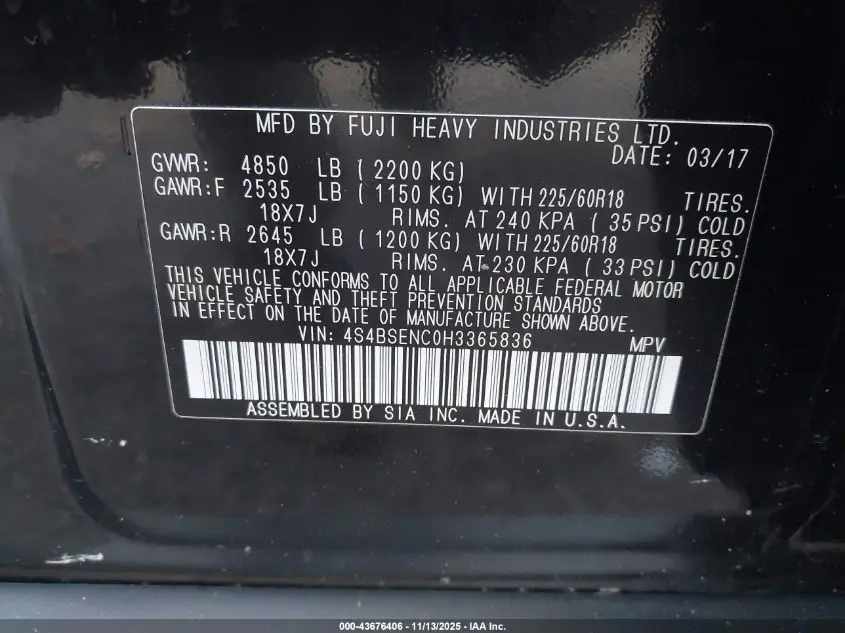 MFD BY FUJI HEAVY INDUSTRIES LTD.
DATE: 03/17
GVWR: 4850 LB (2200 KG)
GAWR:F 2535 LB (1150 KG) WITH 225/60R18 TIRES.
18X7J RIMS. AT 240 KPA (35 PSI) COLD
GAWR:R 2645 LB (1200 KG) WITH 225/60R18 TIRES.
18X7J RIMS. AT 230 KPA (33 PSI) COLD
THIS VEHICLE CONFORMS TO ALL APPLICABLE FEDERAL MOTOR
VEHICLE SAFETY AND THEFT PREVENTION STANDARDS
IN EFFECT ON THE DATE OF MANUFACTURE SHOWN ABOVE.
VIN: 4S4BSENC0H3365836 MPV
ASSEMBLED BY SIA INC. MADE IN U.S.A.
000-43676406 - 11/13/2025 - IAA Inc.